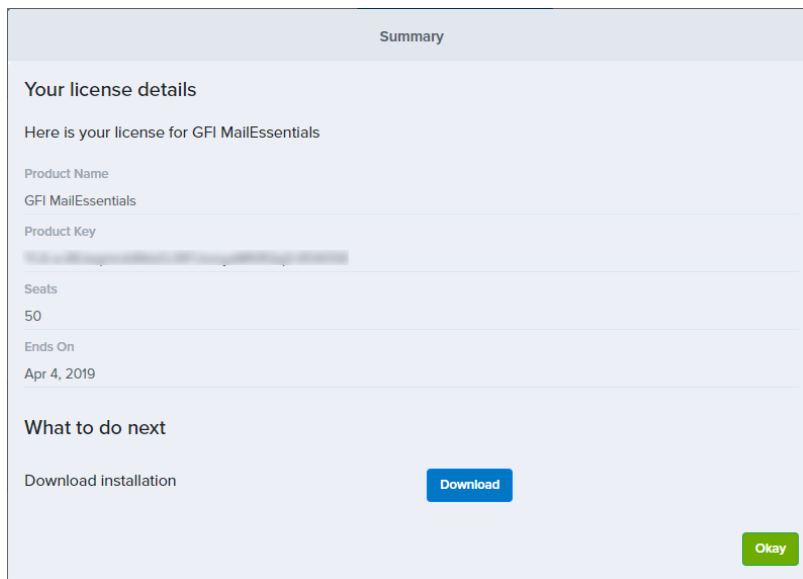 Summary
Your license details
Here is your license for GFI MailEssentials
Product Name
GFI MailEssentials
Product Key
Seats
50
Ends On
Apr 4, 2019
What to do next
Download installation
Download
Okay